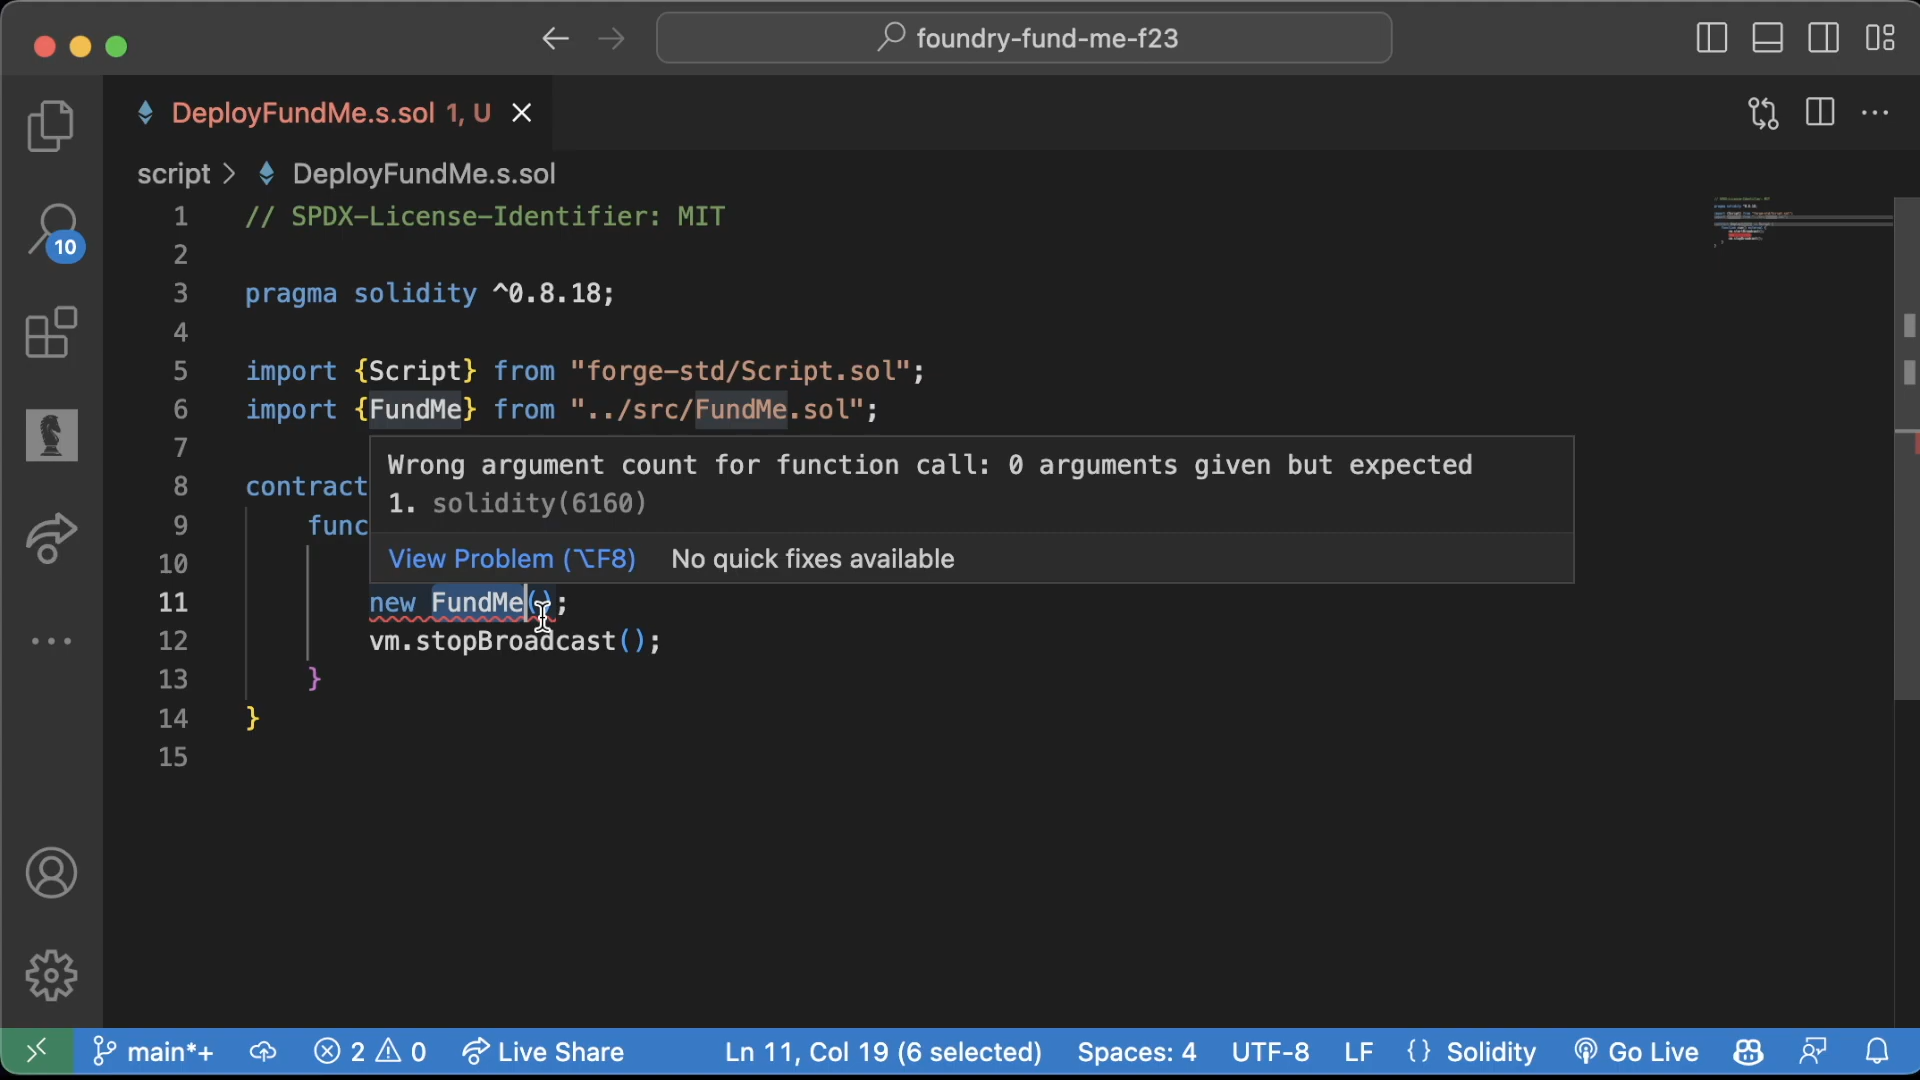 foundry-fund-me-f23
DeployFundMe.s.sol 1, U
script > DeployFundMe.s.sol
10
1 // SPDX-License-Identifier: MIT
2
3 pragma solidity ^0.8.18;
4
5 import {Script} from "forge-std/Script.sol";
6 import {FundMe} from "../src/FundMe.sol";
7
Wrong argument count for function call: 0 arguments given but expected
8 contract
1. solidity(6160)
9 func
View Problem (⌥F8) No quick fixes available
10
11 new FundMe();
12 vm.stopBroadcast();
13 }
14 }
15
main*+ 2 0 Live Share Ln 11, Col 19 (6 selected) Spaces: 4 UTF-8 LF {} Solidity Go Live